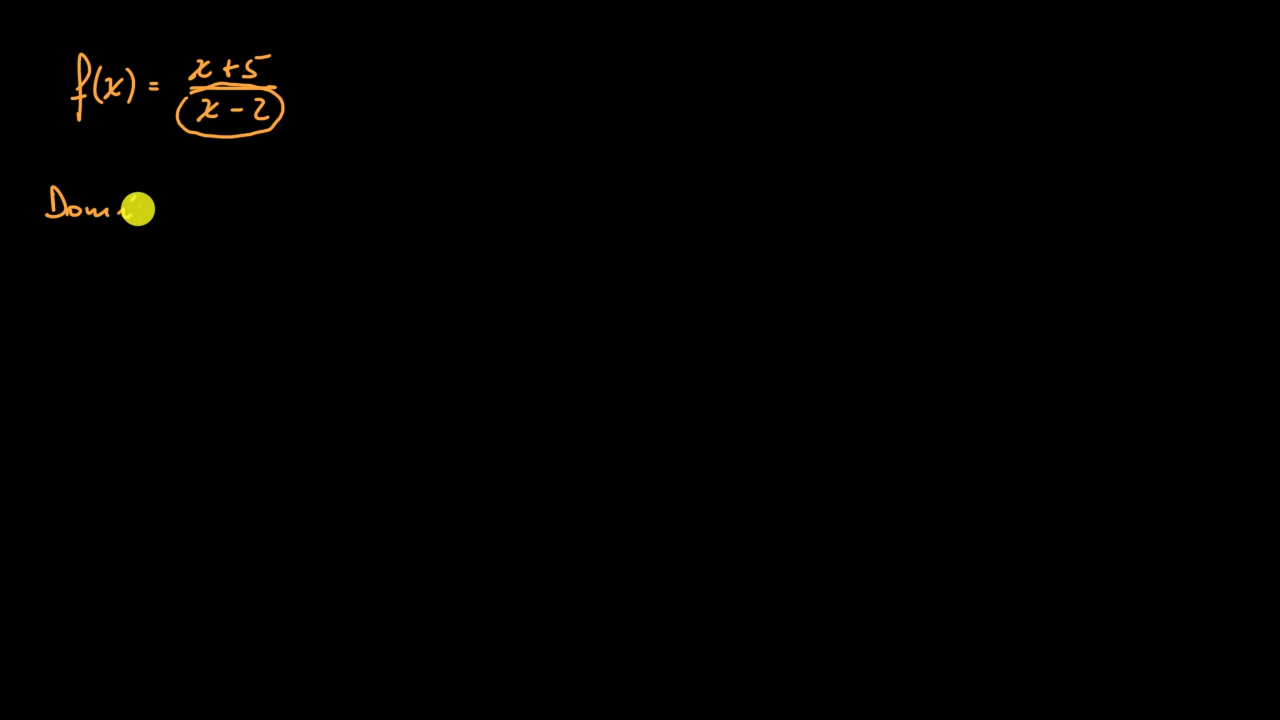 f(x) = x + 5
x - 2
Dom